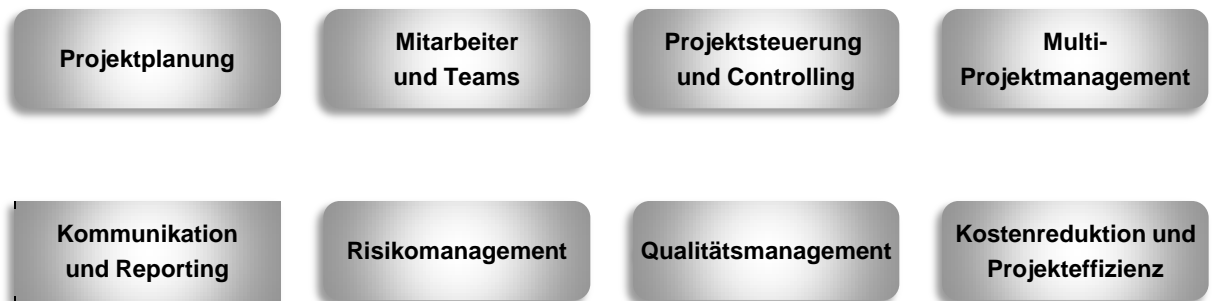 Projektplanung
Mitarbeiter
und Teams
Projektsteuerung
und Controlling
Multi-
Projektmanagement
Kommunikation
und Reporting
Risikomanagement
Qualitätsmanagement
Kostenreduktion und
Projekteffizienz